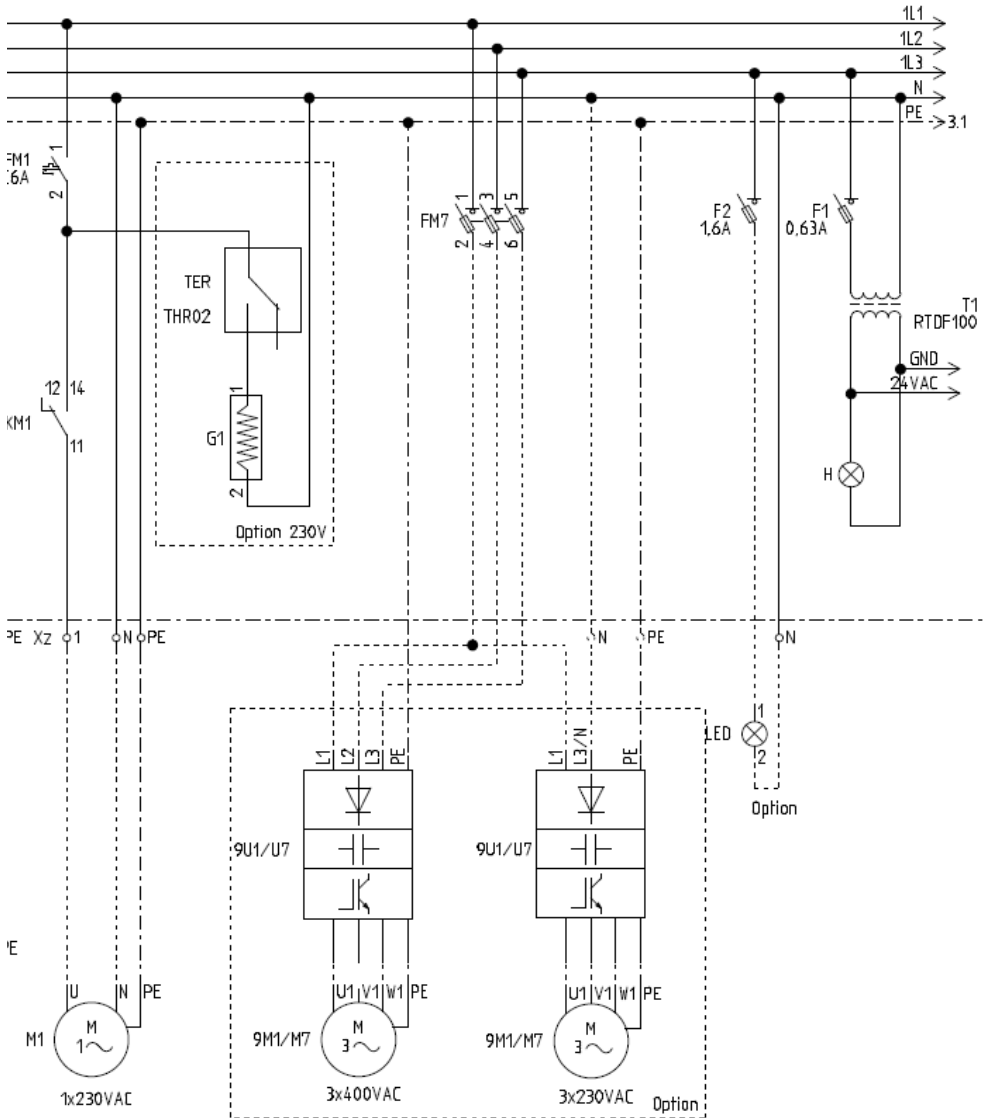 1L1
1L2
1L3
N
PE
3.1
FM1
1
2
TER
THR02
1
G1
2
Option 230V
FM7
1 3 5
2 4 6
F2
1,6A
F1
0,63A
T1
RTDF100
GND
24VAC
H
12 14
KM1
11
PE Xz 1 N PE
N PE
N
L1 L2 L3 PE
L1 L3/N PE
LED
1
2
Option
9U1/U7
9U1/U7
PE
U N PE
U1 V1 W1 PE
U1 V1 W1 PE
M1
M
1
9M1/M7
M
3
9M1/M7
M
3
1x230VAC
3x400VAC
3x230VAC
Option